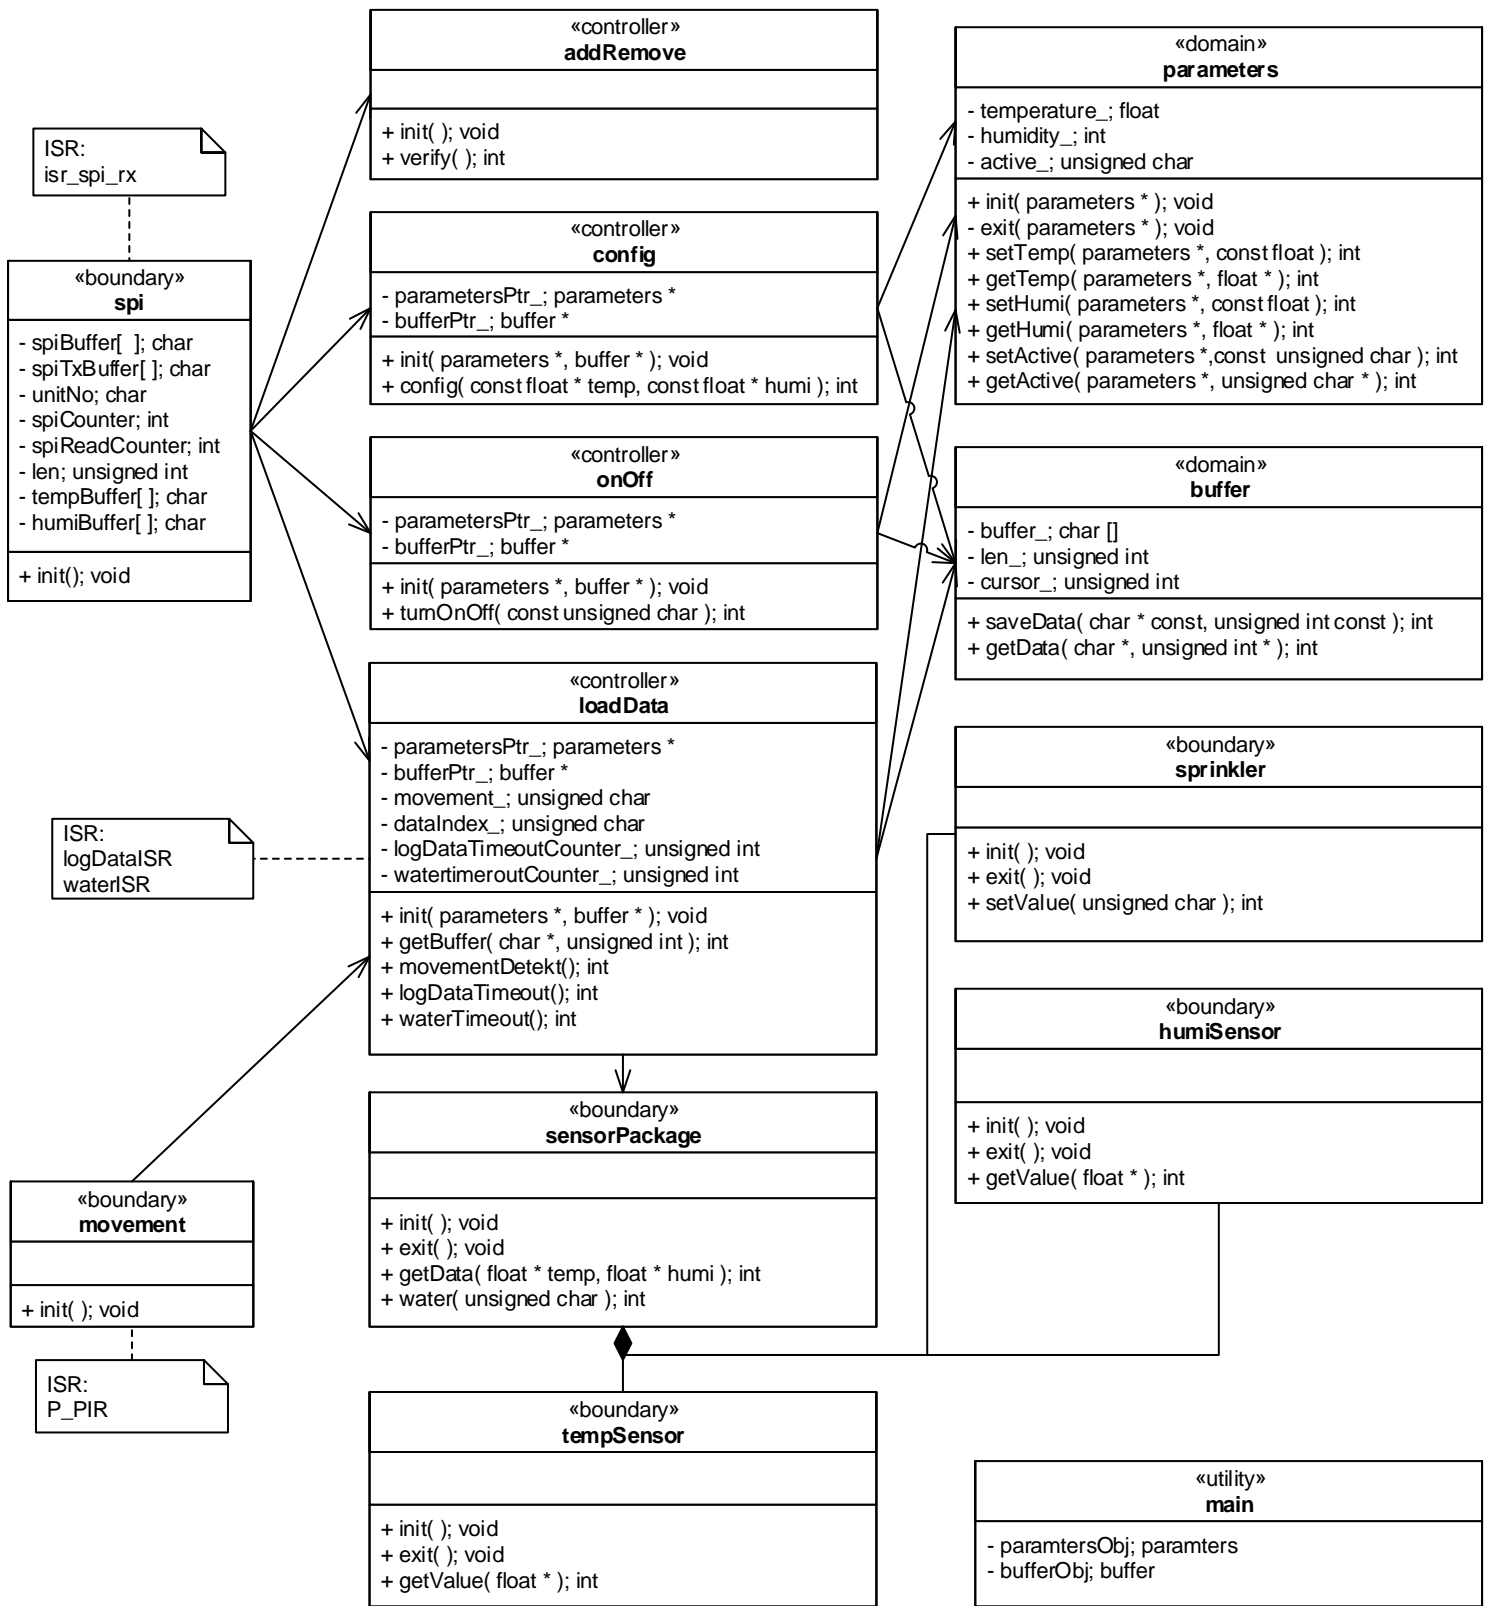 «controller»
addRemove
+ init( ); void
+ verify( ); int
ISR:
isr_spi_rx
«boundary»
spi
- spiBuffer[ ]; char
- spiTxBuffer[ ]; char
- unitNo; char
- spiCounter; int
- spiReadCounter; int
- len; unsigned int
- tempBuffer[ ]; char
- humiBuffer[ ]; char
+ init(); void
«controller»
config
- parametersPtr_; parameters *
- bufferPtr_; buffer *
+ init( parameters *, buffer * ); void
+ config( const float * temp, const float * humi ); int
«controller»
onOff
- parametersPtr_; parameters *
- bufferPtr_; buffer *
+ init( parameters *, buffer * ); void
+ turnOnOff( const unsigned char ); int
«controller»
loadData
- parametersPtr_; parameters *
- bufferPtr_; buffer *
- movement_; unsigned char
- dataIndex_; unsigned char
- logDataTimeoutCounter_; unsigned int
- watertimeroutCounter_; unsigned int
+ init( parameters *, buffer * ); void
+ getBuffer( char *, unsigned int ); int
+ movementDetekt(); int
+ logDataTimeout(); int
+ waterTimeout(); int
ISR:
logDataISR
waterISR
«boundary»
movement
+ init( ); void
ISR:
P_PIR
«boundary»
sensorPackage
+ init( ); void
+ exit( ); void
+ getData( float * temp, float * humi ); int
+ water( unsigned char ); int
«boundary»
tempSensor
+ init( ); void
+ exit( ); void
+ getValue( float * ); int
«domain»
parameters
- temperature_; float
- humidity_; int
- active_; unsigned char
+ init( parameters * ); void
- exit( parameters * ); void
+ setTemp( parameters *, const float ); int
+ getTemp( parameters *, float * ); int
+ setHumi( parameters *, const float ); int
+ getHumi( parameters *, float * ); int
+ setActive( parameters *,const unsigned char ); int
+ getActive( parameters *, unsigned char * ); int
«domain»
buffer
- buffer_; char []
- len_; unsigned int
- cursor_; unsigned int
+ saveData( char * const, unsigned int const ); int
+ getData( char *, unsigned int * ); int
«boundary»
sprinkler
+ init( ); void
+ exit( ); void
+ setValue( unsigned char ); int
«boundary»
humiSensor
+ init( ); void
+ exit( ); void
+ getValue( float * ); int
«utility»
main
- paramtersObj; paramters
- bufferObj; buffer